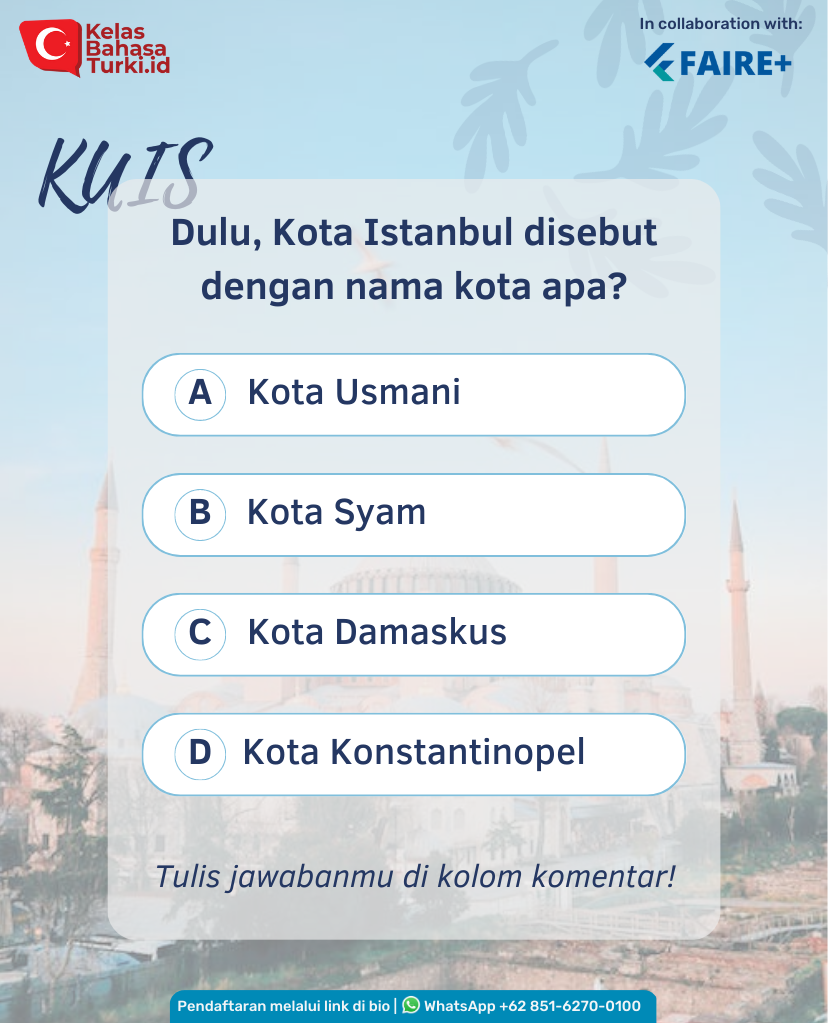 Kelas
Bahasa
Turki.id
In collaboration with:
FAIRE+
KUIS
Dulu, Kota Istanbul disebut
dengan nama kota apa?
A Kota Usmani
B Kota Syam
C Kota Damaskus
D Kota Konstantinopel
Tulis jawabanmu di kolom komentar!
Pendaftaran melalui link di bio | WhatsApp +62 851-6270-0100